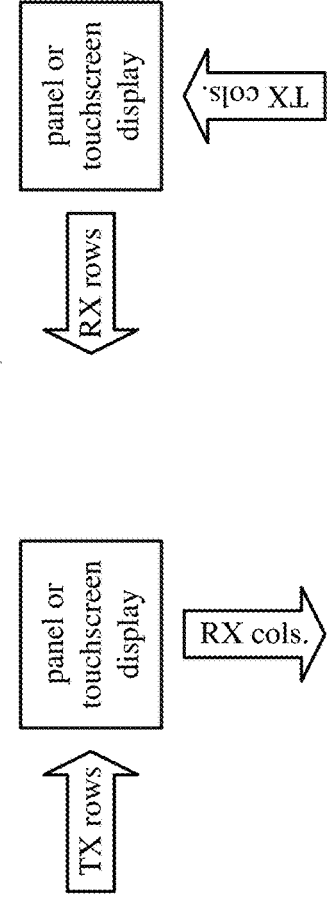 TX rows
panel or
touchscreen
display
RX cols.
RX rows
panel or
touchscreen
display
TX cols.